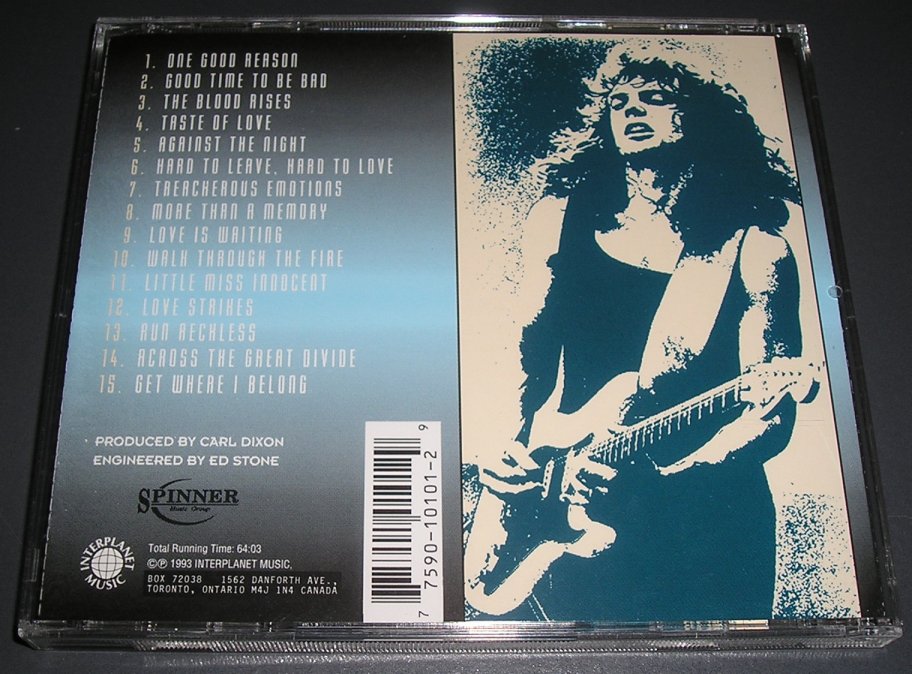 1. ONE GOOD REASON
2. GOOD TIME TO BE BAD
3. THE BLOOD RISES
4. TASTE OF LOVE
5. AGAINST THE NIGHT
6. HARD TO LEAVE, HARD TO LOVE
7. TREACHEROUS EMOTIONS
8. MORE THAN A MEMORY
9. LOVE IS WAITING
10. WALK THROUGH THE FIRE
11. LITTLE MISS INNOCENT
12. LOVE STRIKES
13. RUN RECKLESS
14. ACROSS THE GREAT DIVIDE
15. GET WHERE I BELONG
PRODUCED BY CARL DIXON
ENGINEERED BY ED STONE
SPINNER
Music Group
INTERPLANET
MUSIC
Total Running Time: 64:03
©℗ 1993 INTERPLANET MUSIC.
BOX 72038 1562 DANFORTH AVE.,
TORONTO, ONTARIO M4J 1N4 CANADA
7 75590-10101-2 9